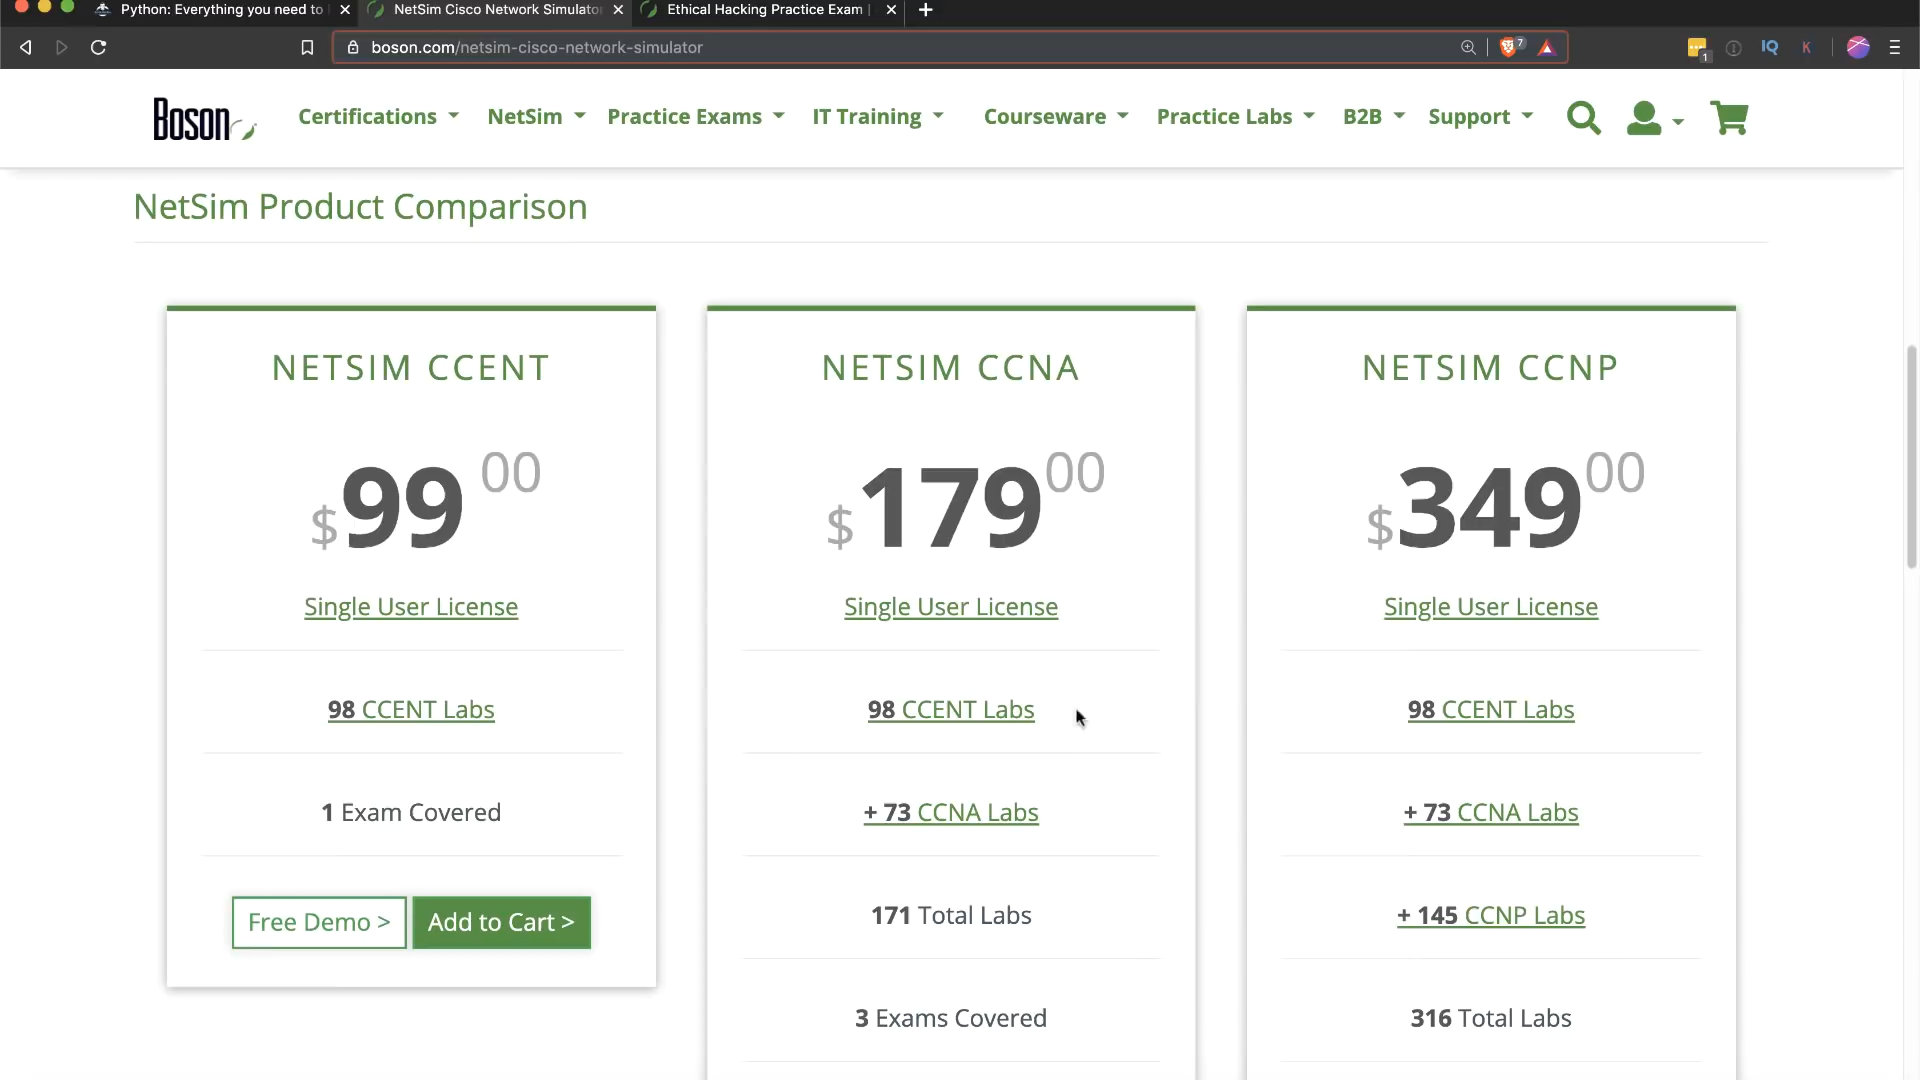 Python: Everything you need to
NetSim Cisco Network Simulator
Ethical Hacking Practice Exam |
boson.com/netsim-cisco-network-simulator
7
1
IQ
K
Boson
Certifications
NetSim
Practice Exams
IT Training
Courseware
Practice Labs
B2B
Support
NetSim Product Comparison
NETSIM CCENT
$99 00
Single User License
98 CCENT Labs
1 Exam Covered
Free Demo >
Add to Cart >
NETSIM CCNA
$179 00
Single User License
98 CCENT Labs
+ 73 CCNA Labs
171 Total Labs
3 Exams Covered
NETSIM CCNP
$349 00
Single User License
98 CCENT Labs
+ 73 CCNA Labs
+ 145 CCNP Labs
316 Total Labs